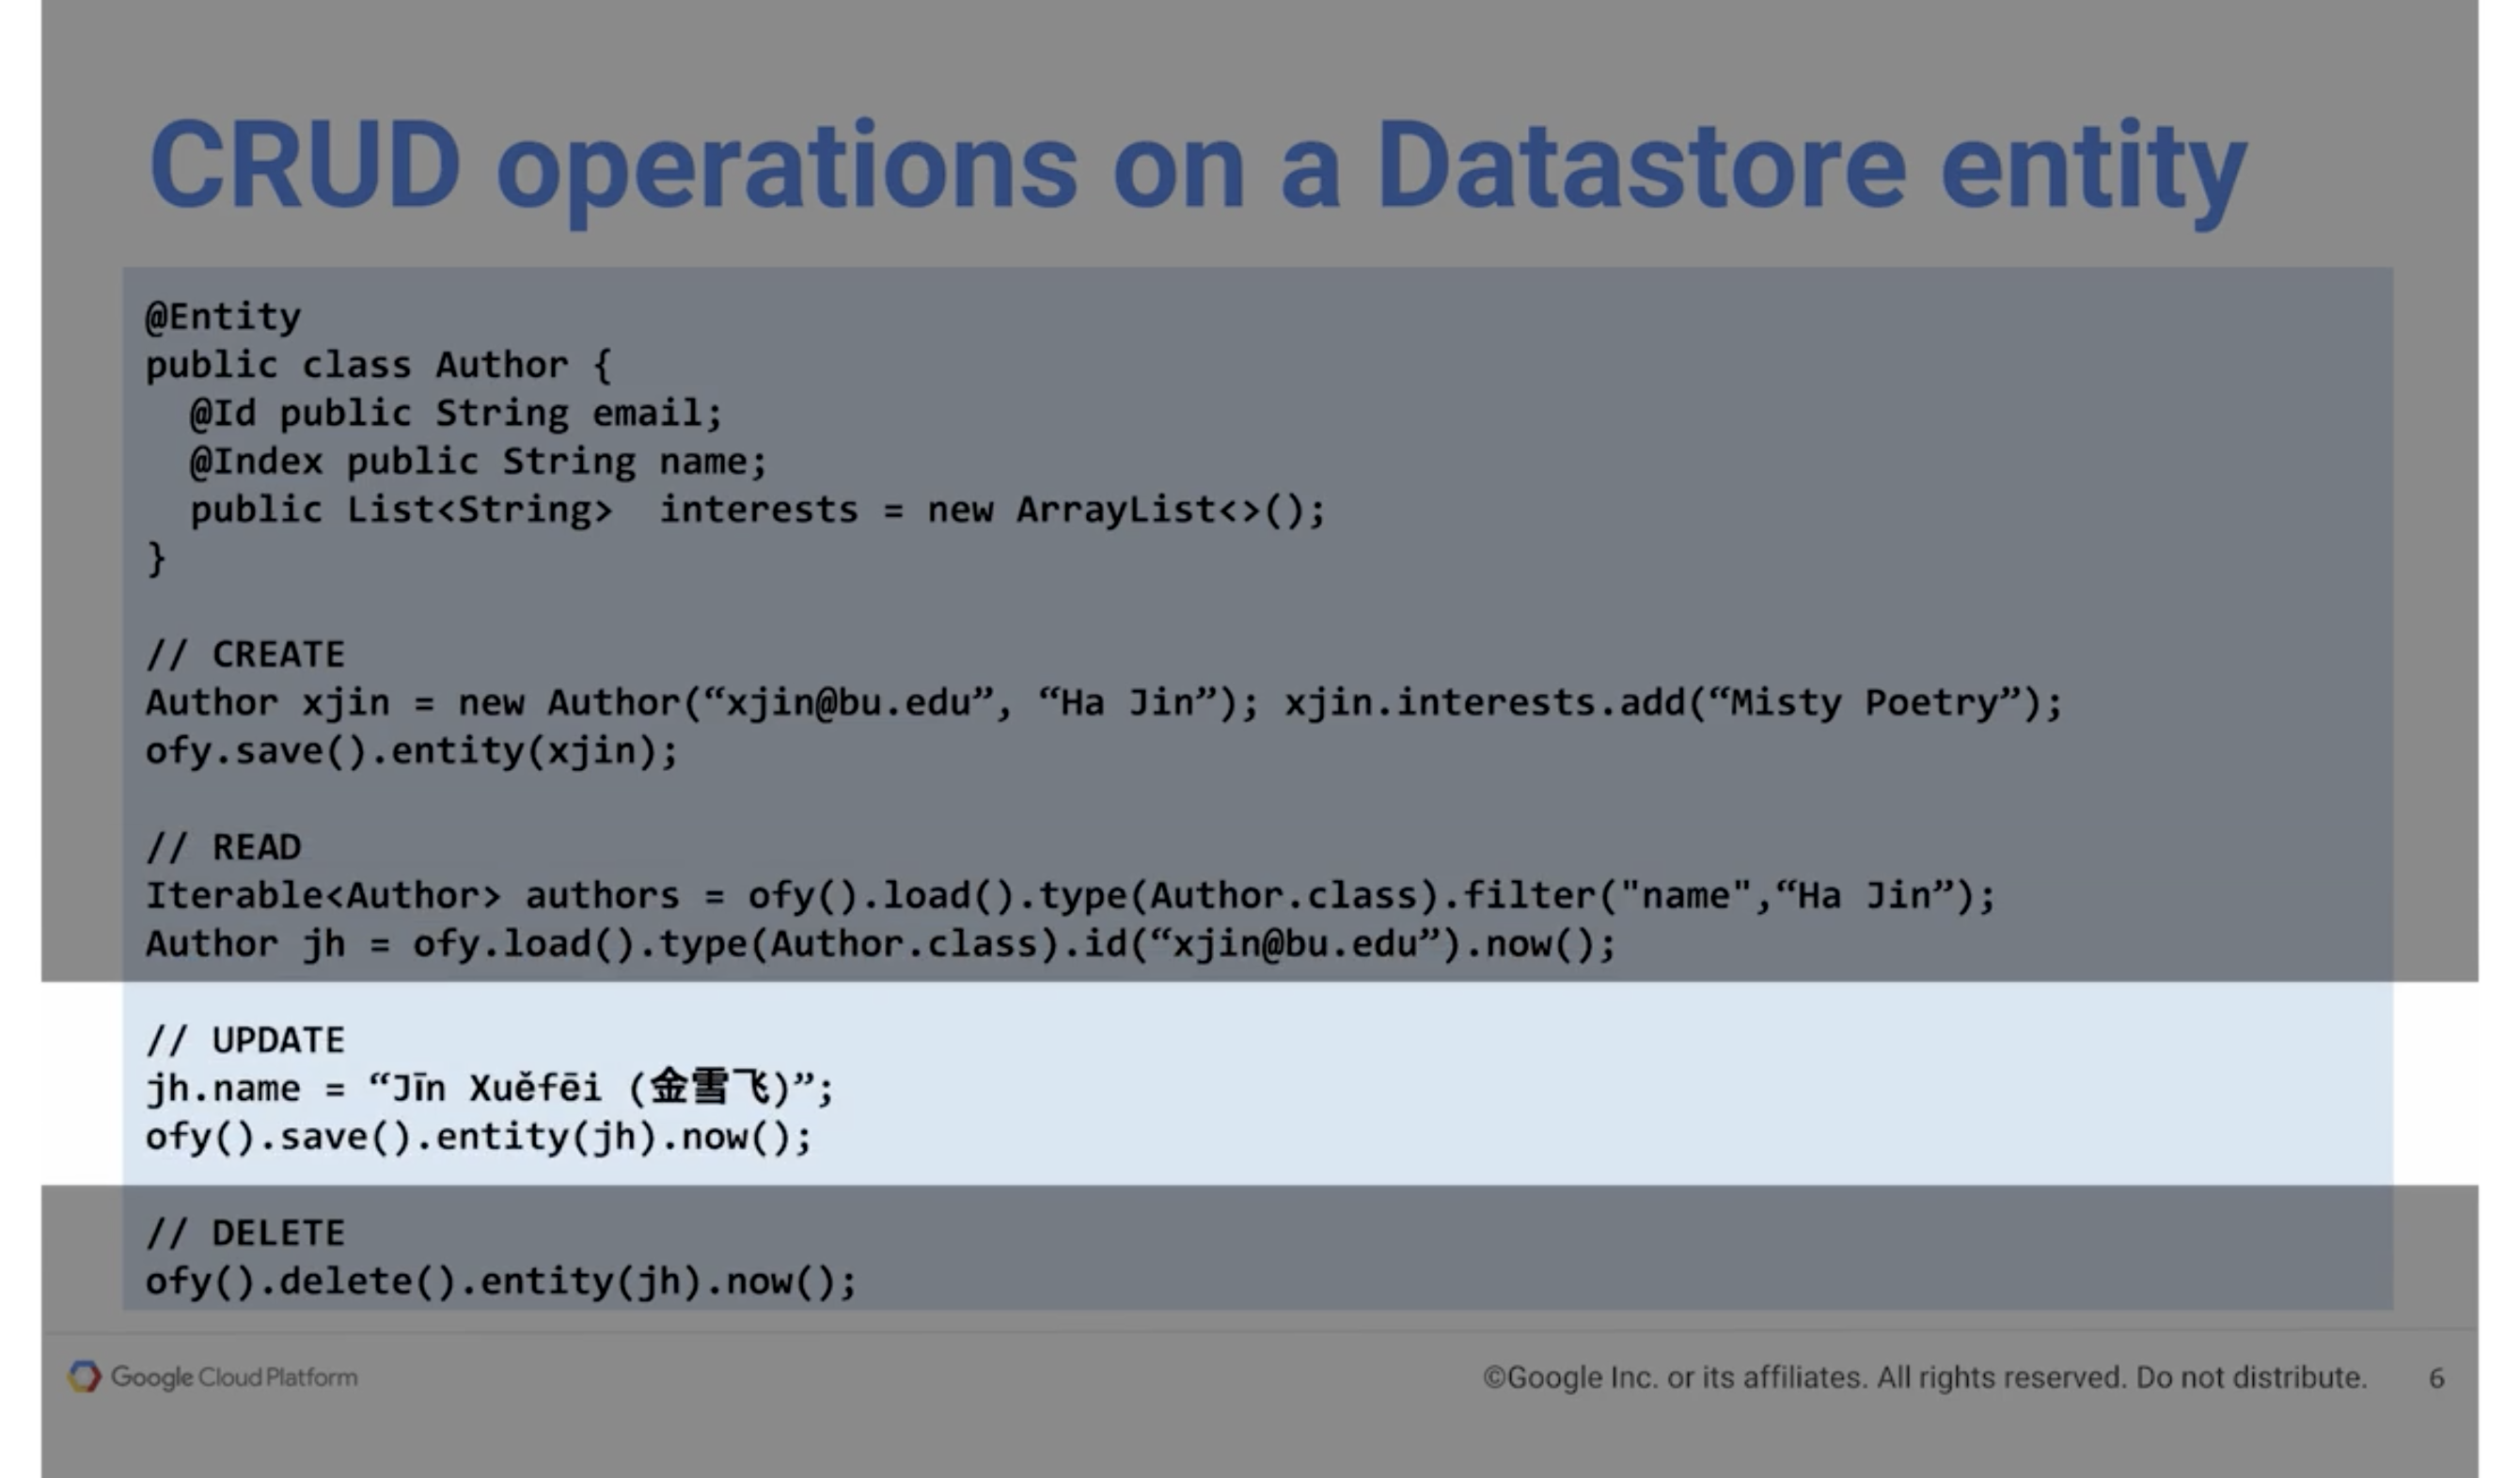 CRUD operations on a Datastore entity
@Entity
public class Author {
@Id public String email;
@Index public String name;
public List<String>  interests = new ArrayList<>();
}
// CREATE
Author xjin = new Author(“xjin@bu.edu”, “Ha Jin”); xjin.interests.add(“Misty Poetry”);
ofy.save().entity(xjin);
// READ
Iterable<Author> authors = ofy().load().type(Author.class).filter("name",“Ha Jin”);
Author jh = ofy.load().type(Author.class).id(“xjin@bu.edu”).now();
// UPDATE
jh.name = “Jīn Xuěfēi (金雪飞)”;
ofy().save().entity(jh).now();
// DELETE
ofy().delete().entity(jh).now();
Google Cloud Platform
©Google Inc. or its affiliates. All rights reserved. Do not distribute. 6